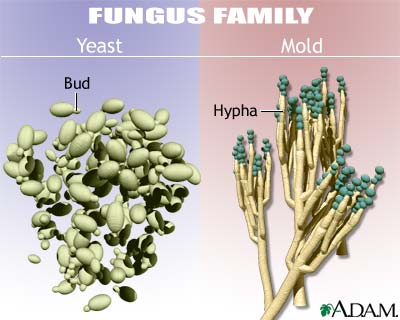 FUNGUS FAMILY
Yeast
Mold
Bud
Hypha
A.D.A.M.